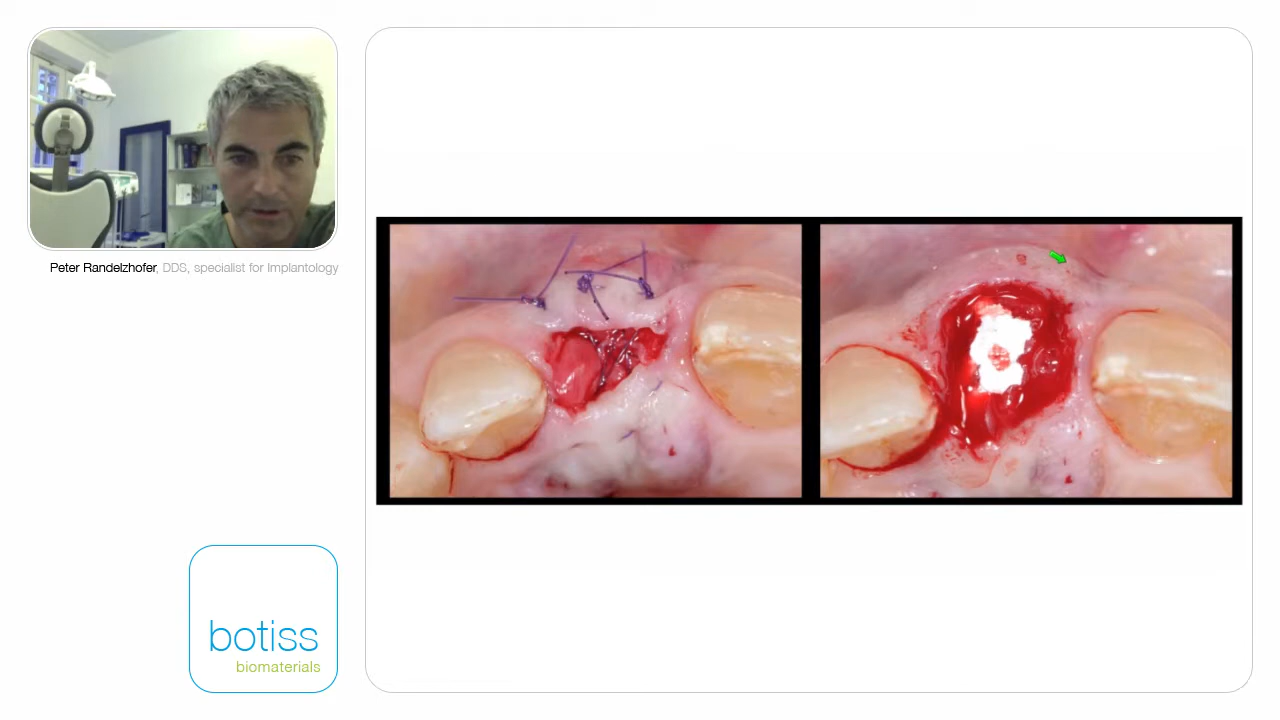 Peter Randelzhofer, DDS, specialist for Implantology
botiss
biomaterials